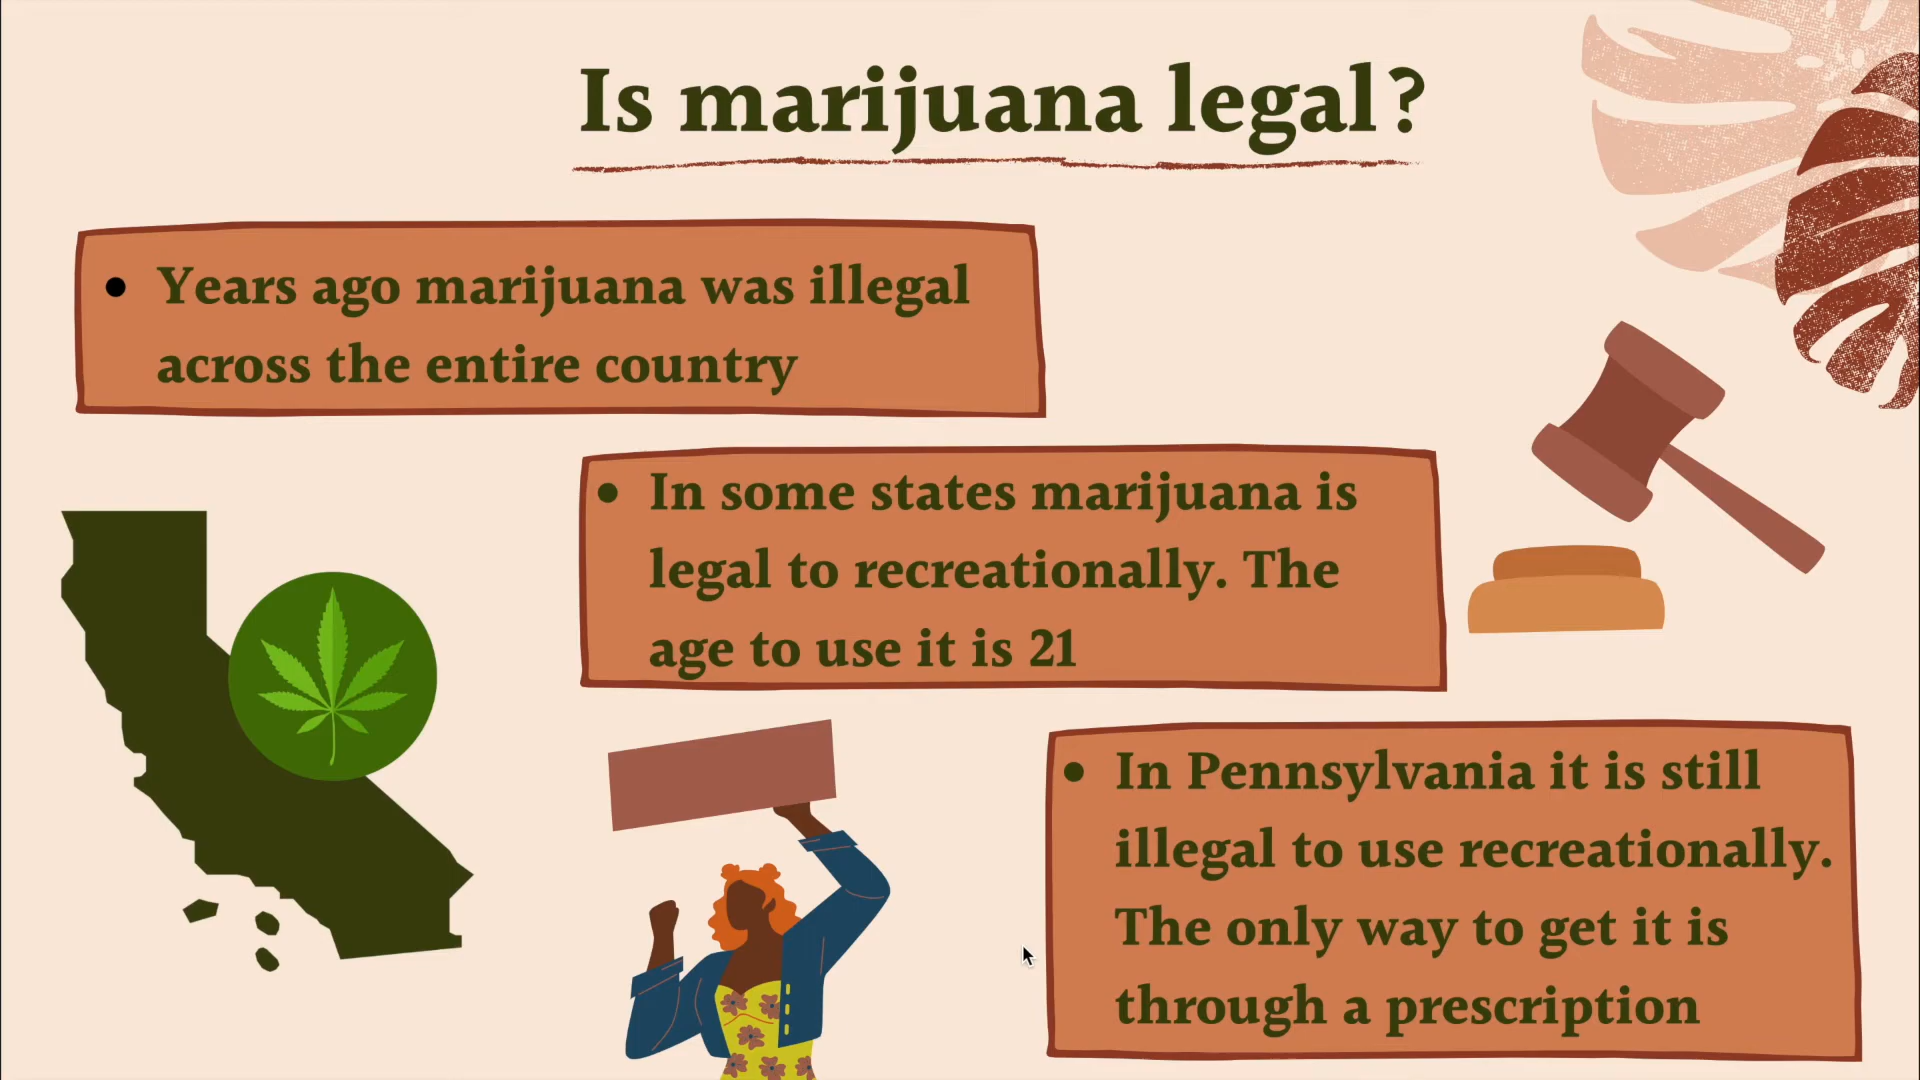 Is marijuana legal?
• Years ago marijuana was illegal
across the entire country
• In some states marijuana is
legal to recreationally. The
age to use it is 21
• In Pennsylvania it is still
illegal to use recreationally.
The only way to get it is
through a prescription